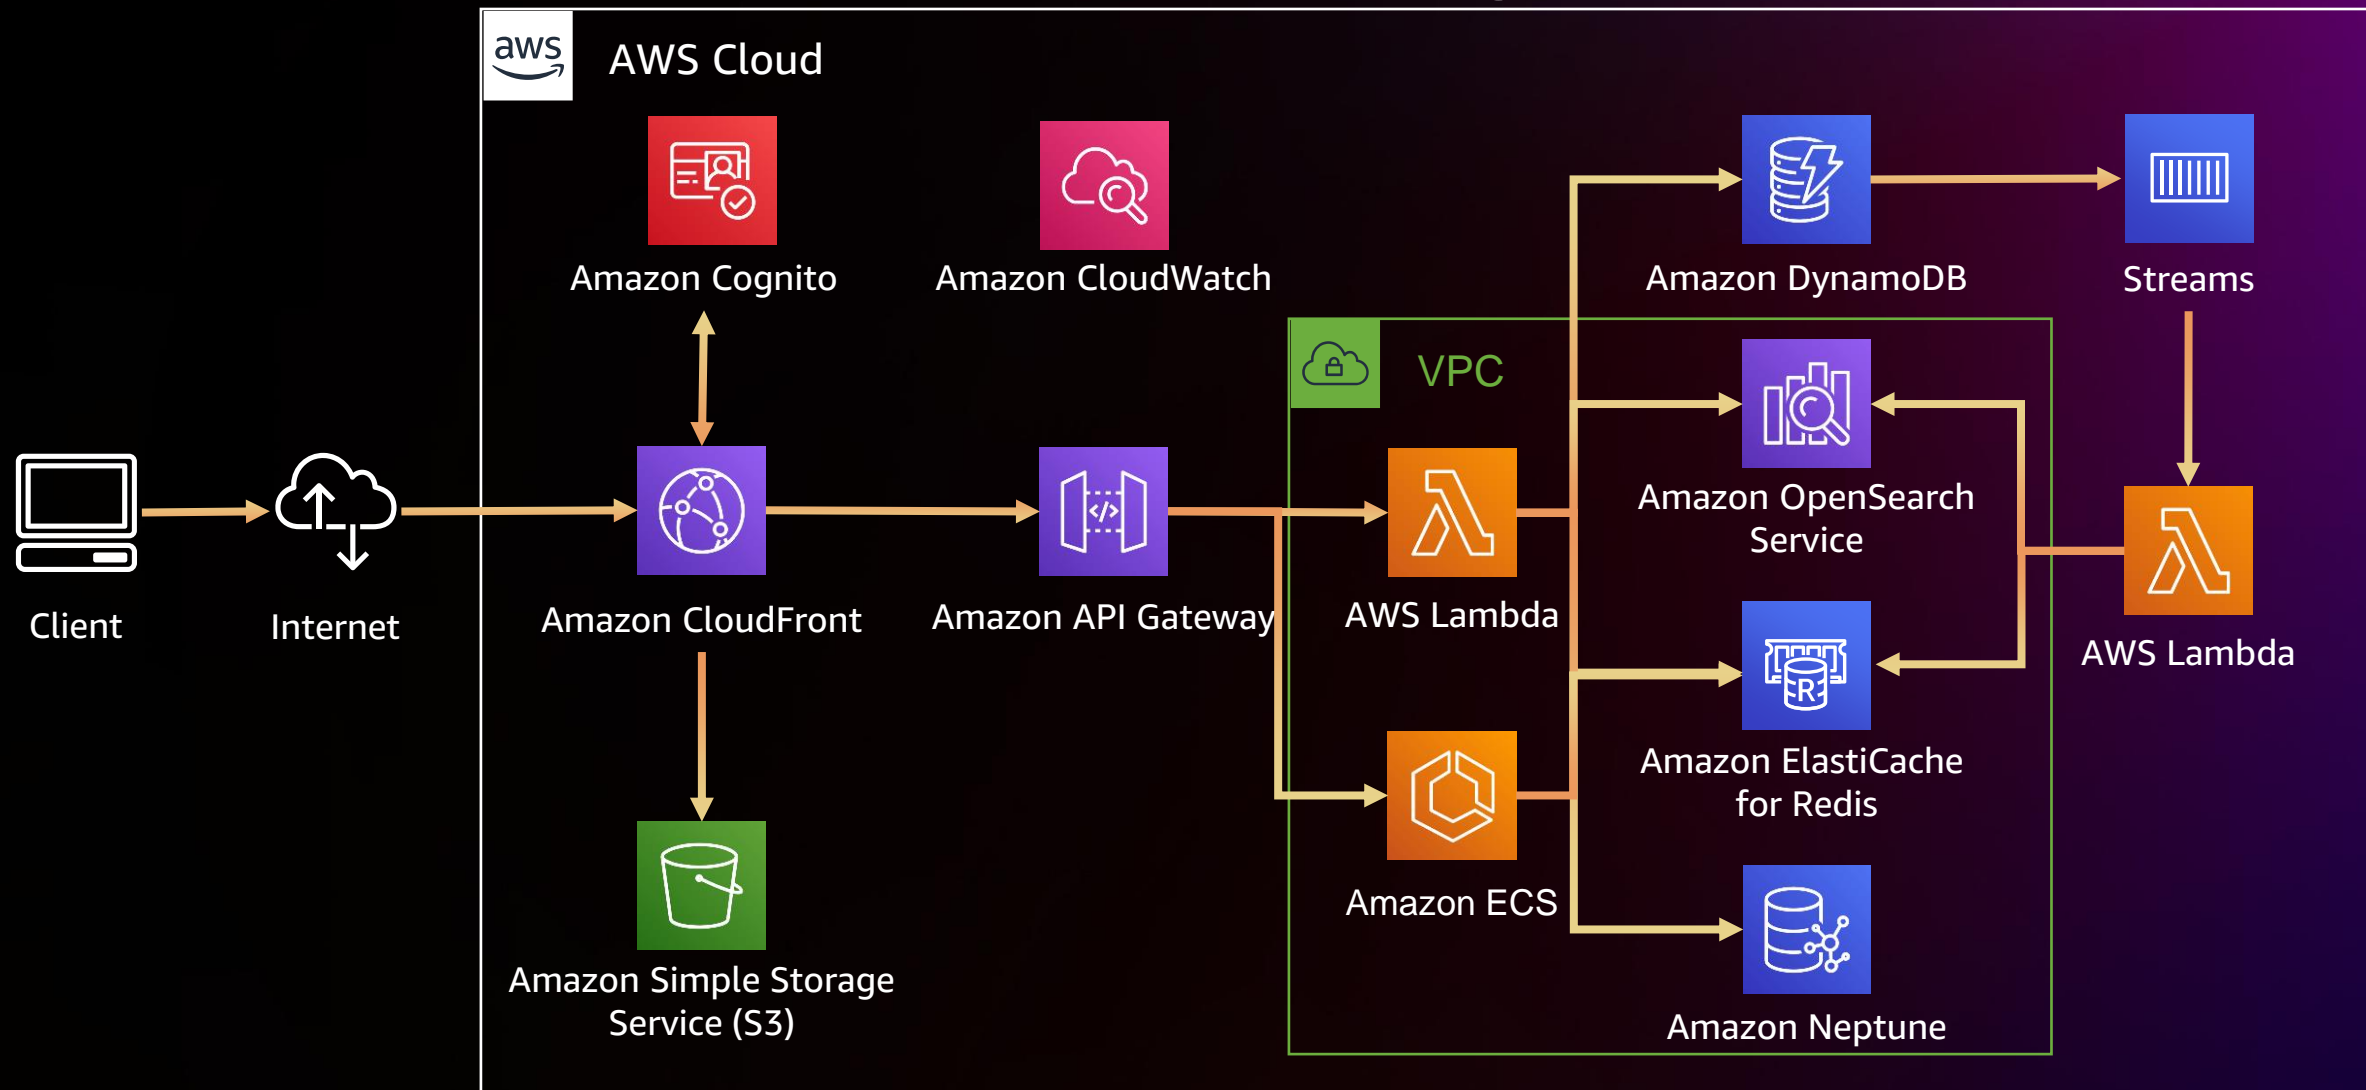 aws
AWS Cloud
Amazon Cognito
Amazon CloudWatch
Amazon DynamoDB
Streams
VPC
Amazon OpenSearch
Service
Client
Internet
Amazon CloudFront
</>
Amazon API Gateway
AWS Lambda
AWS Lambda
R
Amazon ElastiCache
for Redis
Amazon ECS
Amazon Simple Storage
Service (S3)
Amazon Neptune